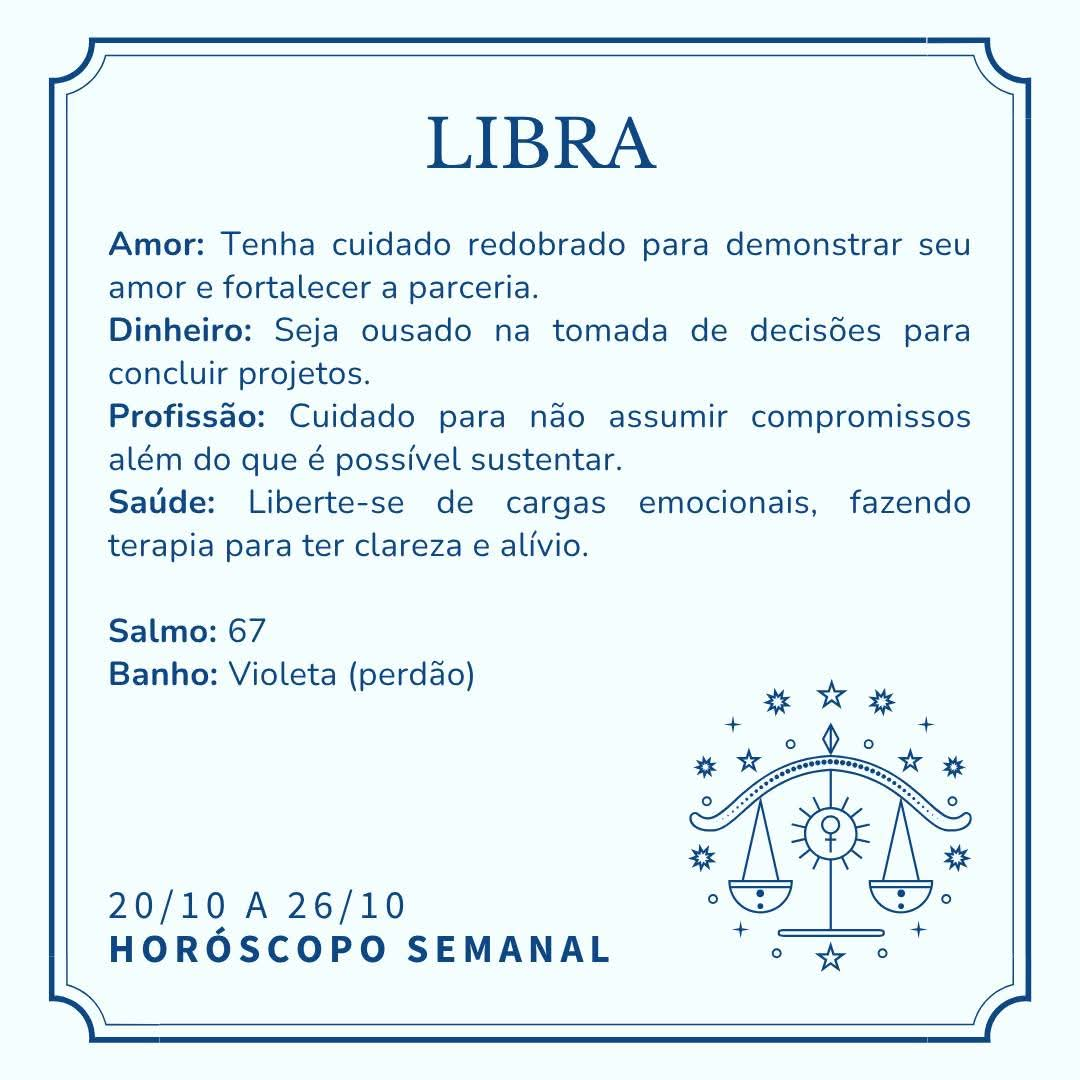 LIBRA
Amor: Tenha cuidado redobrado para demonstrar seu
amor e fortalecer a parceria.
Dinheiro: Seja ousado na tomada de decisões para
concluir projetos.
Profissão: Cuidado para não assumir compromissos
além do que é possível sustentar.
Saúde: Liberte-se de cargas emocionais, fazendo
terapia para ter clareza e alívio.
Salmo: 67
Banho: Violeta (perdão)
20/10 A 26/10
HORÓSCOPO SEMANAL